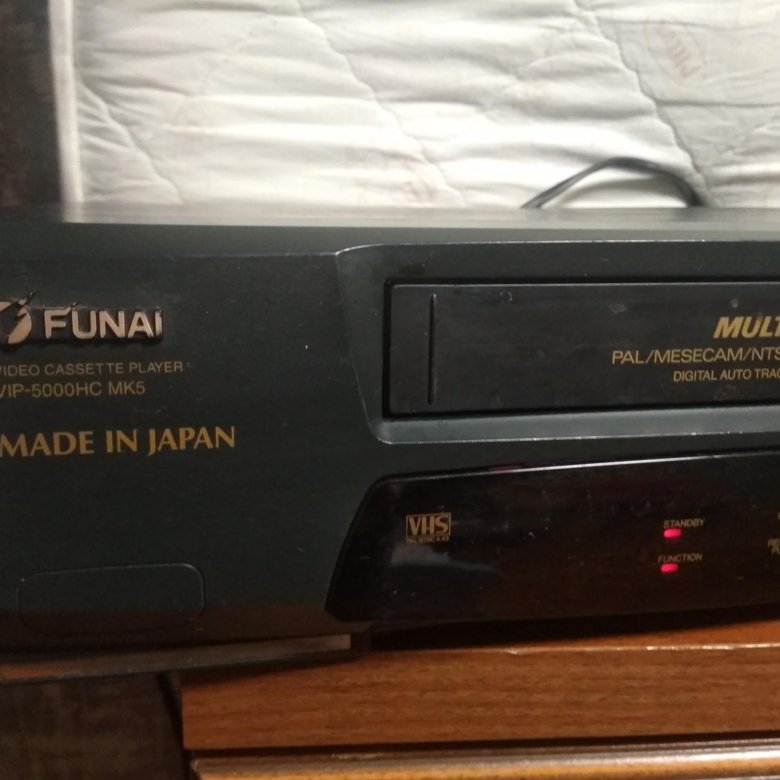 FUNAI
VIDEO CASSETTE PLAYER
VIP-5000HC MK5
MADE IN JAPAN
MULT
PAL/MESECAM/NTS
DIGITAL AUTO TRAC
VHS
STANDBY
FUNCTION